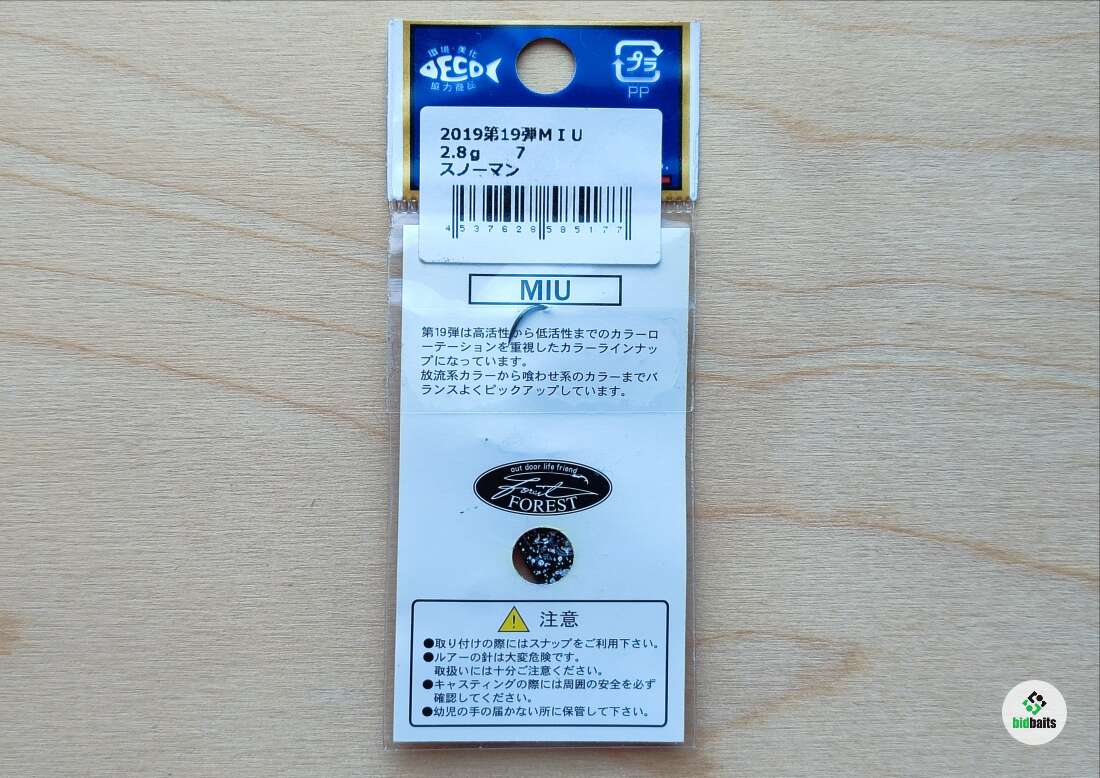 環境・美化
ECO
協力商品
プラ
PP
2019第19弾ＭＩＵ
2.8g 7
スノーマン
4537629585177
MIU
第19弾は高活性から低活性までのカラーロ
ーテーションを重視したカラーラインナッ
プになっています。
放流系カラーから喰わせ系のカラーまでバ
ランスよくピックアップしています。
out door life friend
forest
FOREST
注意
●取り付けの際にはスナップをご利用下さい。
●ルアーの針は大変危険です。
取扱いには十分ご注意ください。
●キャスティングの際には周囲の安全を必ず
確認してください。
●幼児の手の届かない所に保管して下さい。
bidbaits